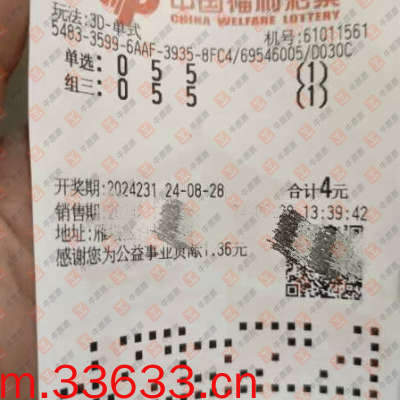 中国福利彩票
玩法:3D-单式
CHINA WELFARE LOTTERY
机号:61011561
5483-3599-6AAF-3935-8FC4/69546005/D030C
单选: 0 5 5 (1)
组三: 0 5 5 (1)
开奖期:2024231 24-08-28 合计4元
销售期 13:39:42
地址:雁
感谢您为公益事业贡献1.36元
m.33633.cn